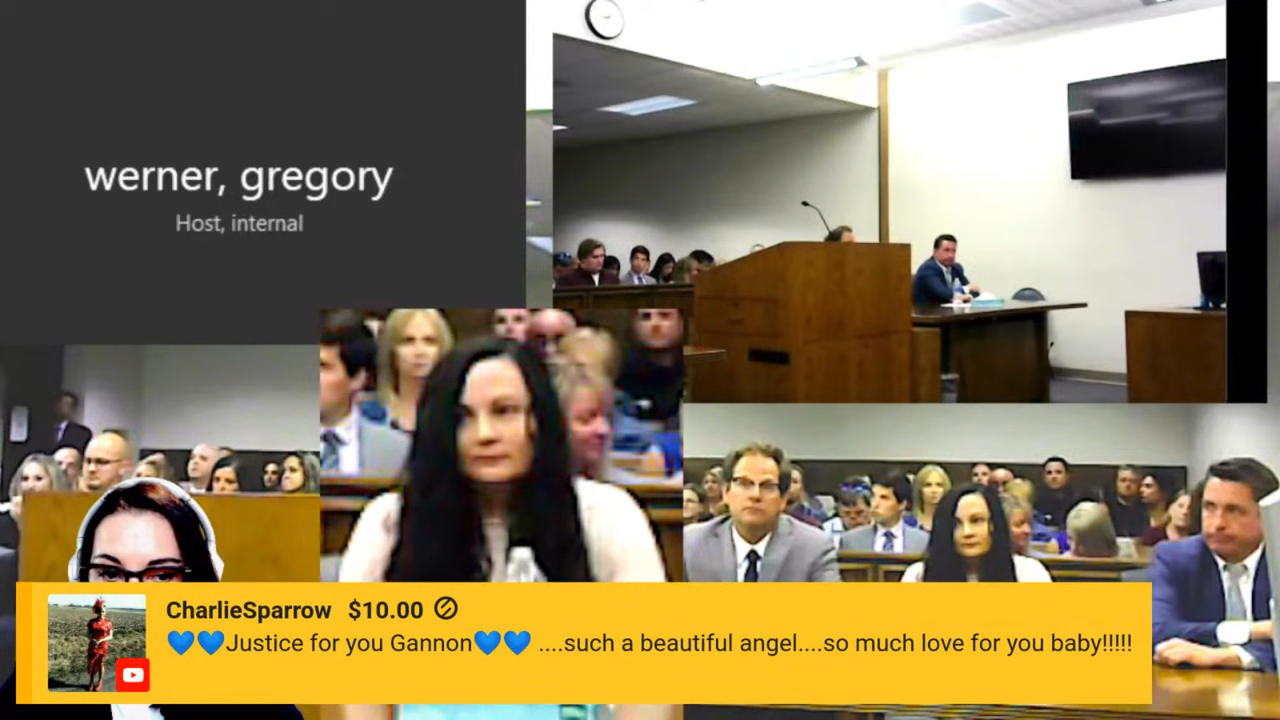 werner, gregory
Host, internal
CharlieSparrow $10.00
💙💙Justice for you Gannon💙💙 ....such a beautiful angel....so much love for you baby!!!!!